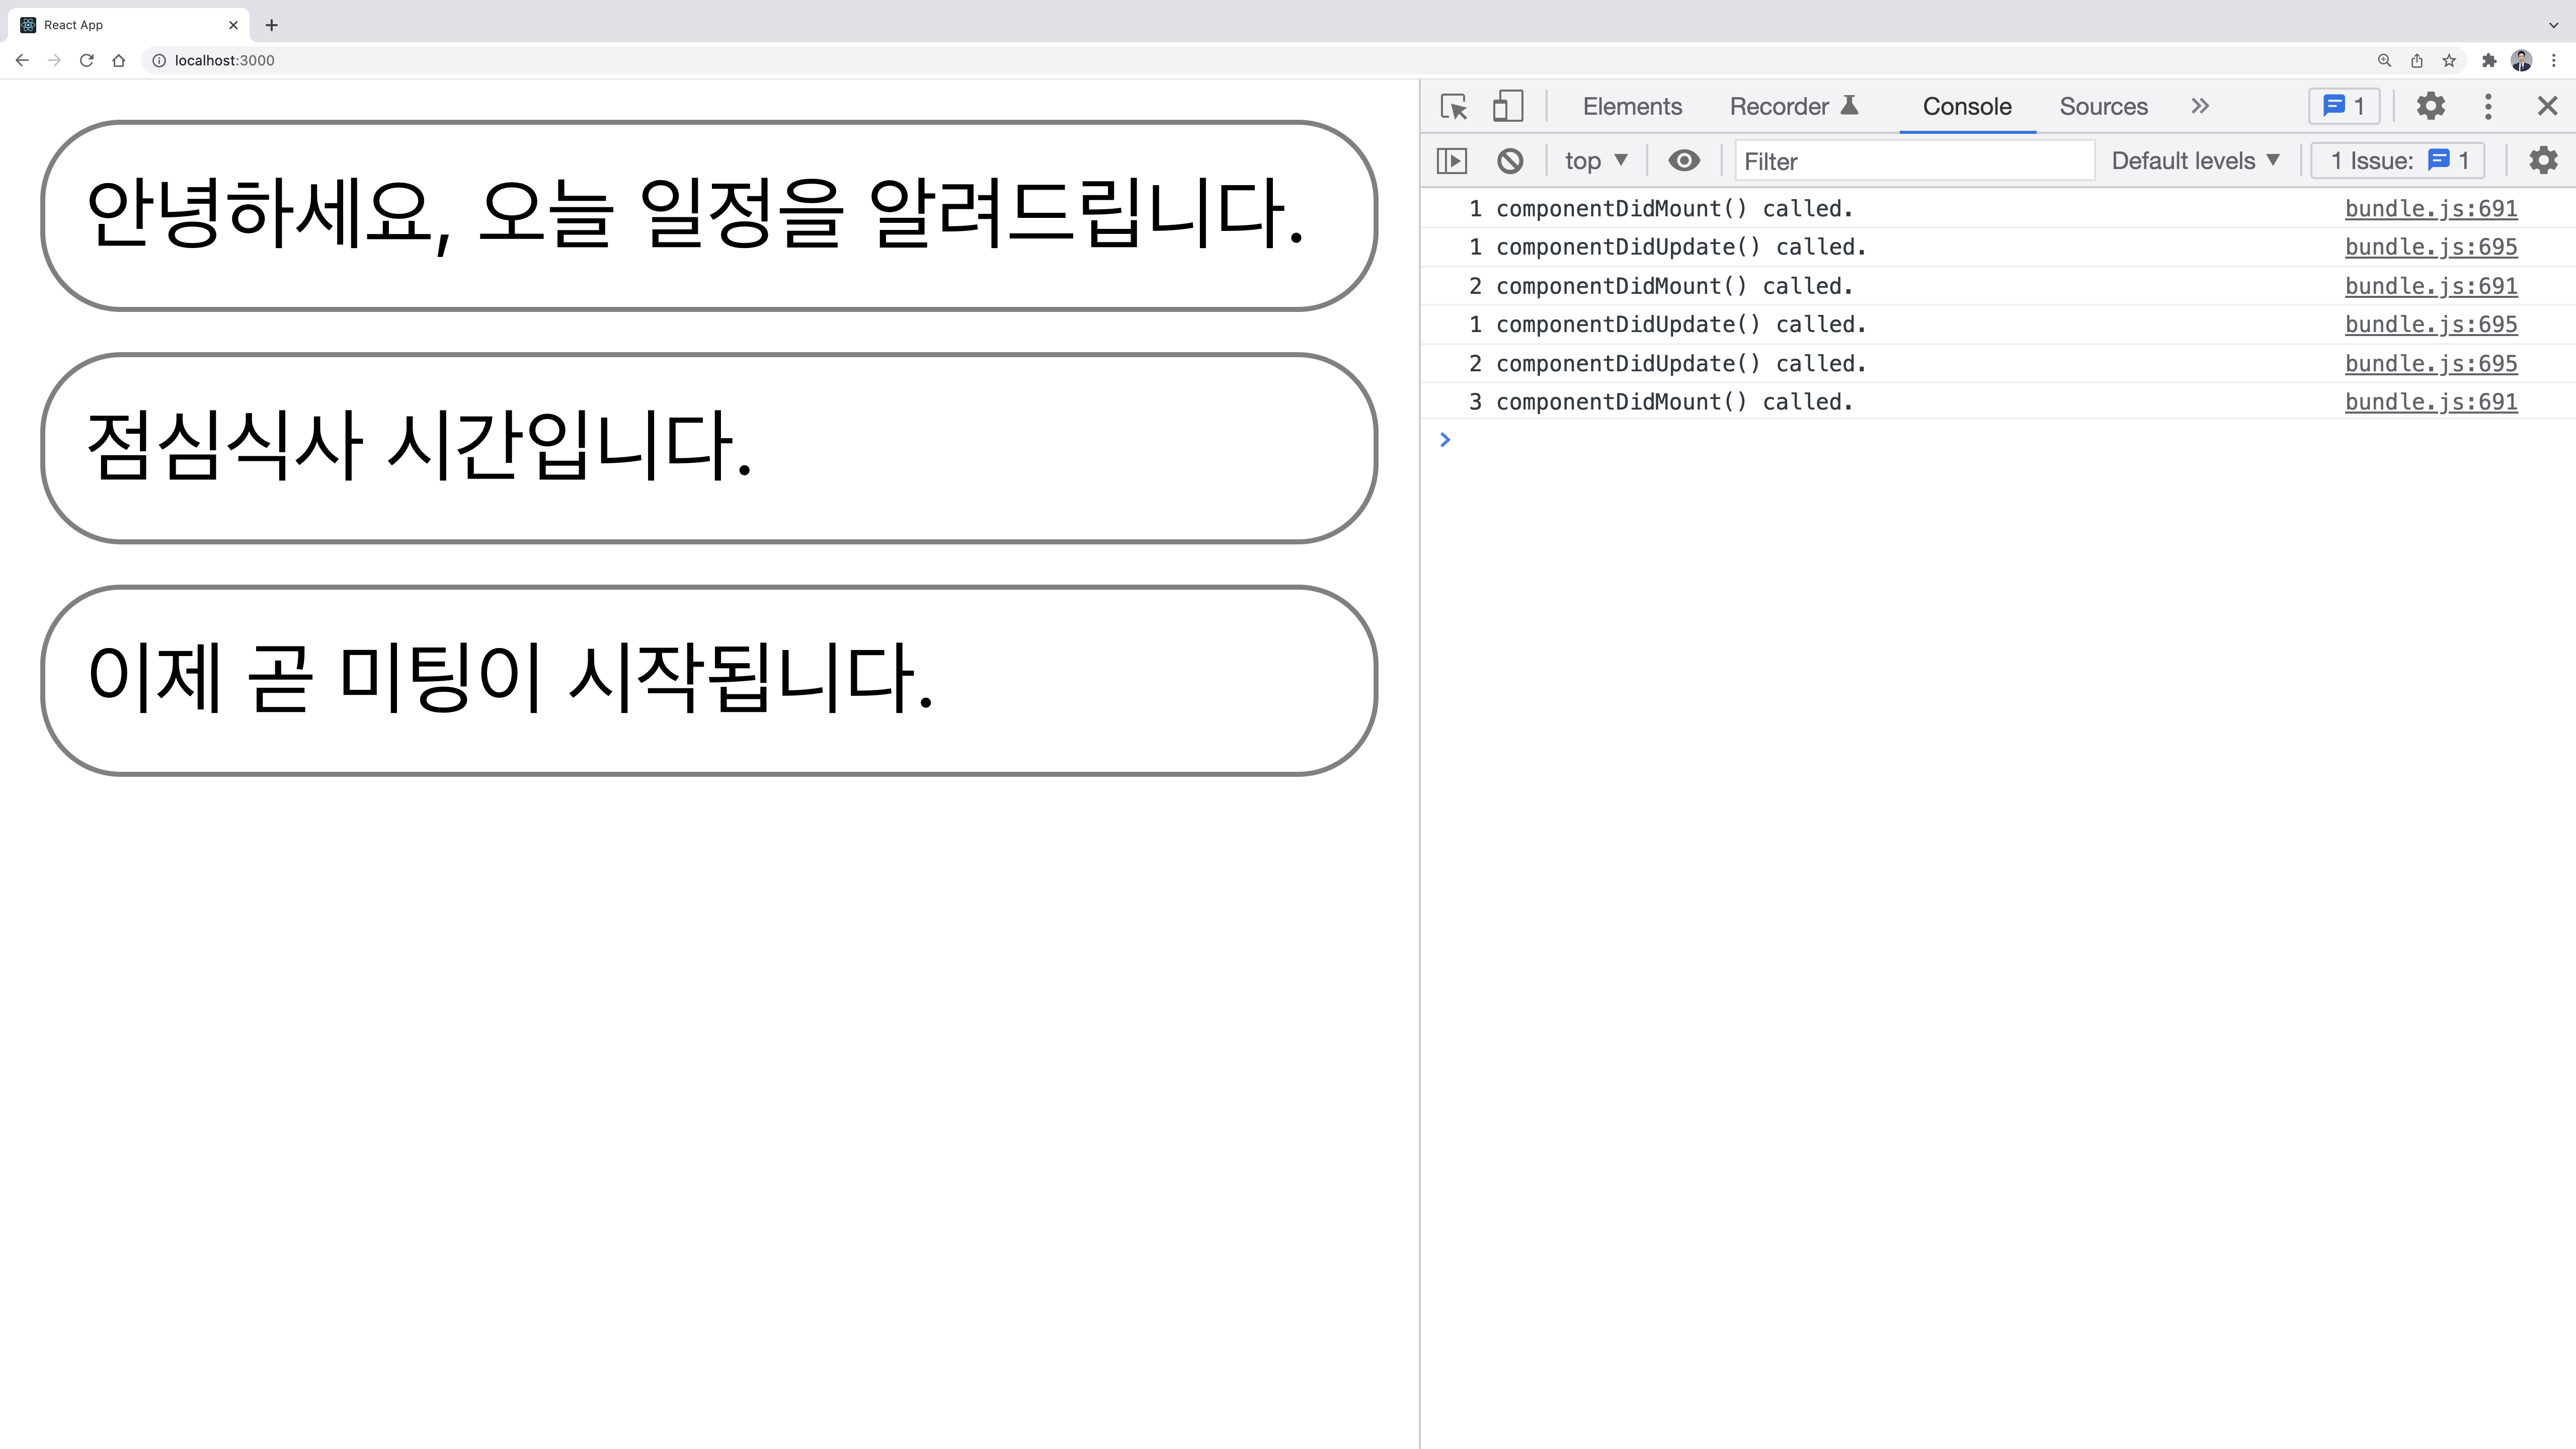 React App
localhost:3000
안녕하세요, 오늘 일정을 알려드립니다.
점심식사 시간입니다.
이제 곧 미팅이 시작됩니다.
Elements Recorder Console Sources 1
top Filter Default levels 1 Issue: 1
1 componentDidMount() called. bundle.js:691
1 componentDidUpdate() called. bundle.js:695
2 componentDidMount() called. bundle.js:691
1 componentDidUpdate() called. bundle.js:695
2 componentDidUpdate() called. bundle.js:695
3 componentDidMount() called. bundle.js:691